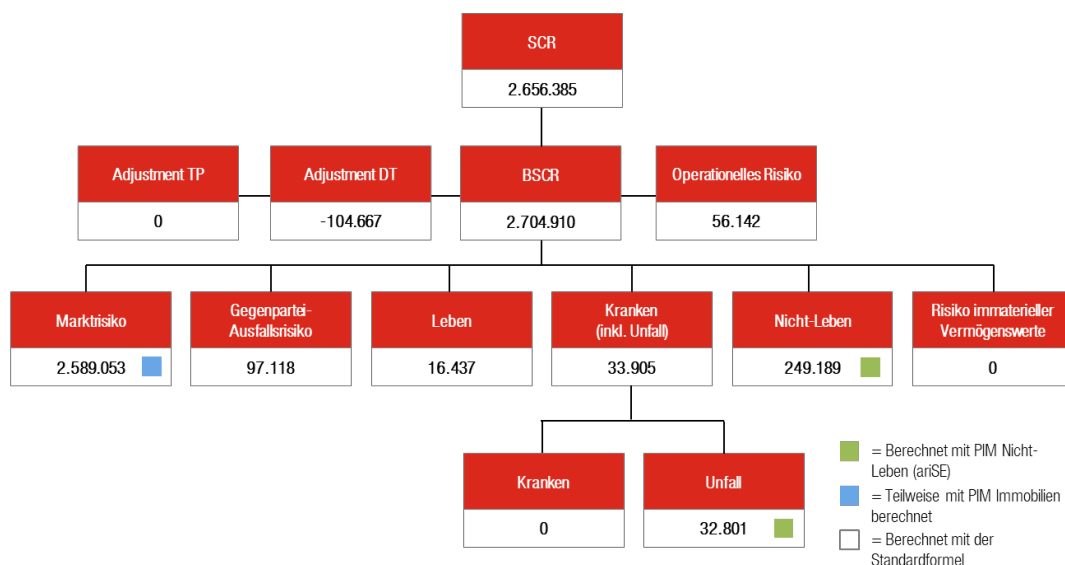 SCR
2.656.385
Adjustment TP
0
Adjustment DT
-104.667
BSCR
2.704.910
Operationelles Risiko
56.142
Marktrisiko
2.589.053
Gegenpartei-
Ausfallsrisiko
97.118
Leben
16.437
Kranken
(inkl. Unfall)
33.905
Nicht-Leben
249.189
Risiko immaterieller
Vermögenswerte
0
Kranken
0
Unfall
32.801
= Berechnet mit PIM Nicht-
Leben (ariSE)
= Teilweise mit PIM Immobilien
berechnet
= Berechnet mit der
Standardformel